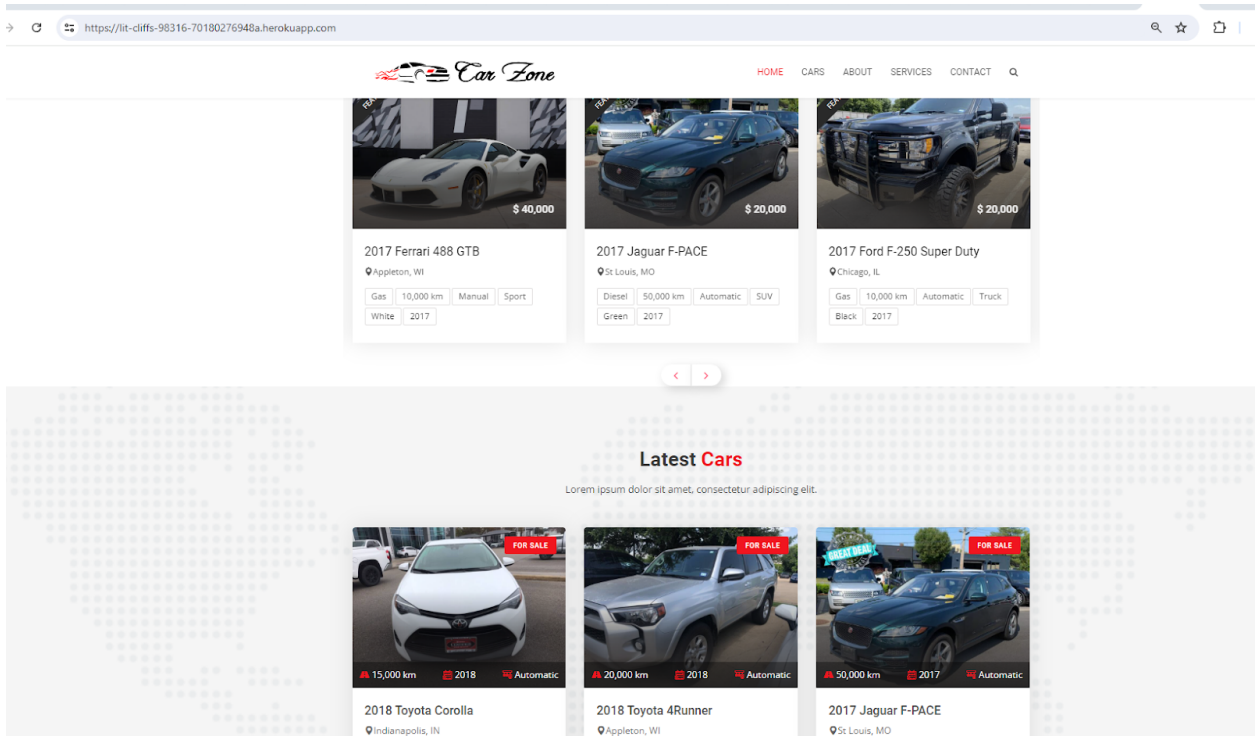 https://lit-cliffs-98316-70180276948a.herokuapp.com
Car Zone
HOME CARS ABOUT SERVICES CONTACT
$ 40,000
$ 20,000
$ 20,000
2017 Ferrari 488 GTB
Appleton, WI
Gas 10,000 km Manual Sport
White 2017
2017 Jaguar F-PACE
St Louis, MO
Diesel 50,000 km Automatic SUV
Green 2017
2017 Ford F-250 Super Duty
Chicago, IL
Gas 10,000 km Automatic Truck
Black 2017
Latest Cars
Lorem ipsum dolor sit amet, consectetur adipiscing elit.
FOR SALE
15,000 km 2018 Automatic
2018 Toyota Corolla
Indianapolis, IN
FOR SALE
20,000 km 2018 Automatic
2018 Toyota 4Runner
Appleton, WI
GREAT DEAL
FOR SALE
50,000 km 2017 Automatic
2017 Jaguar F-PACE
St Louis, MO